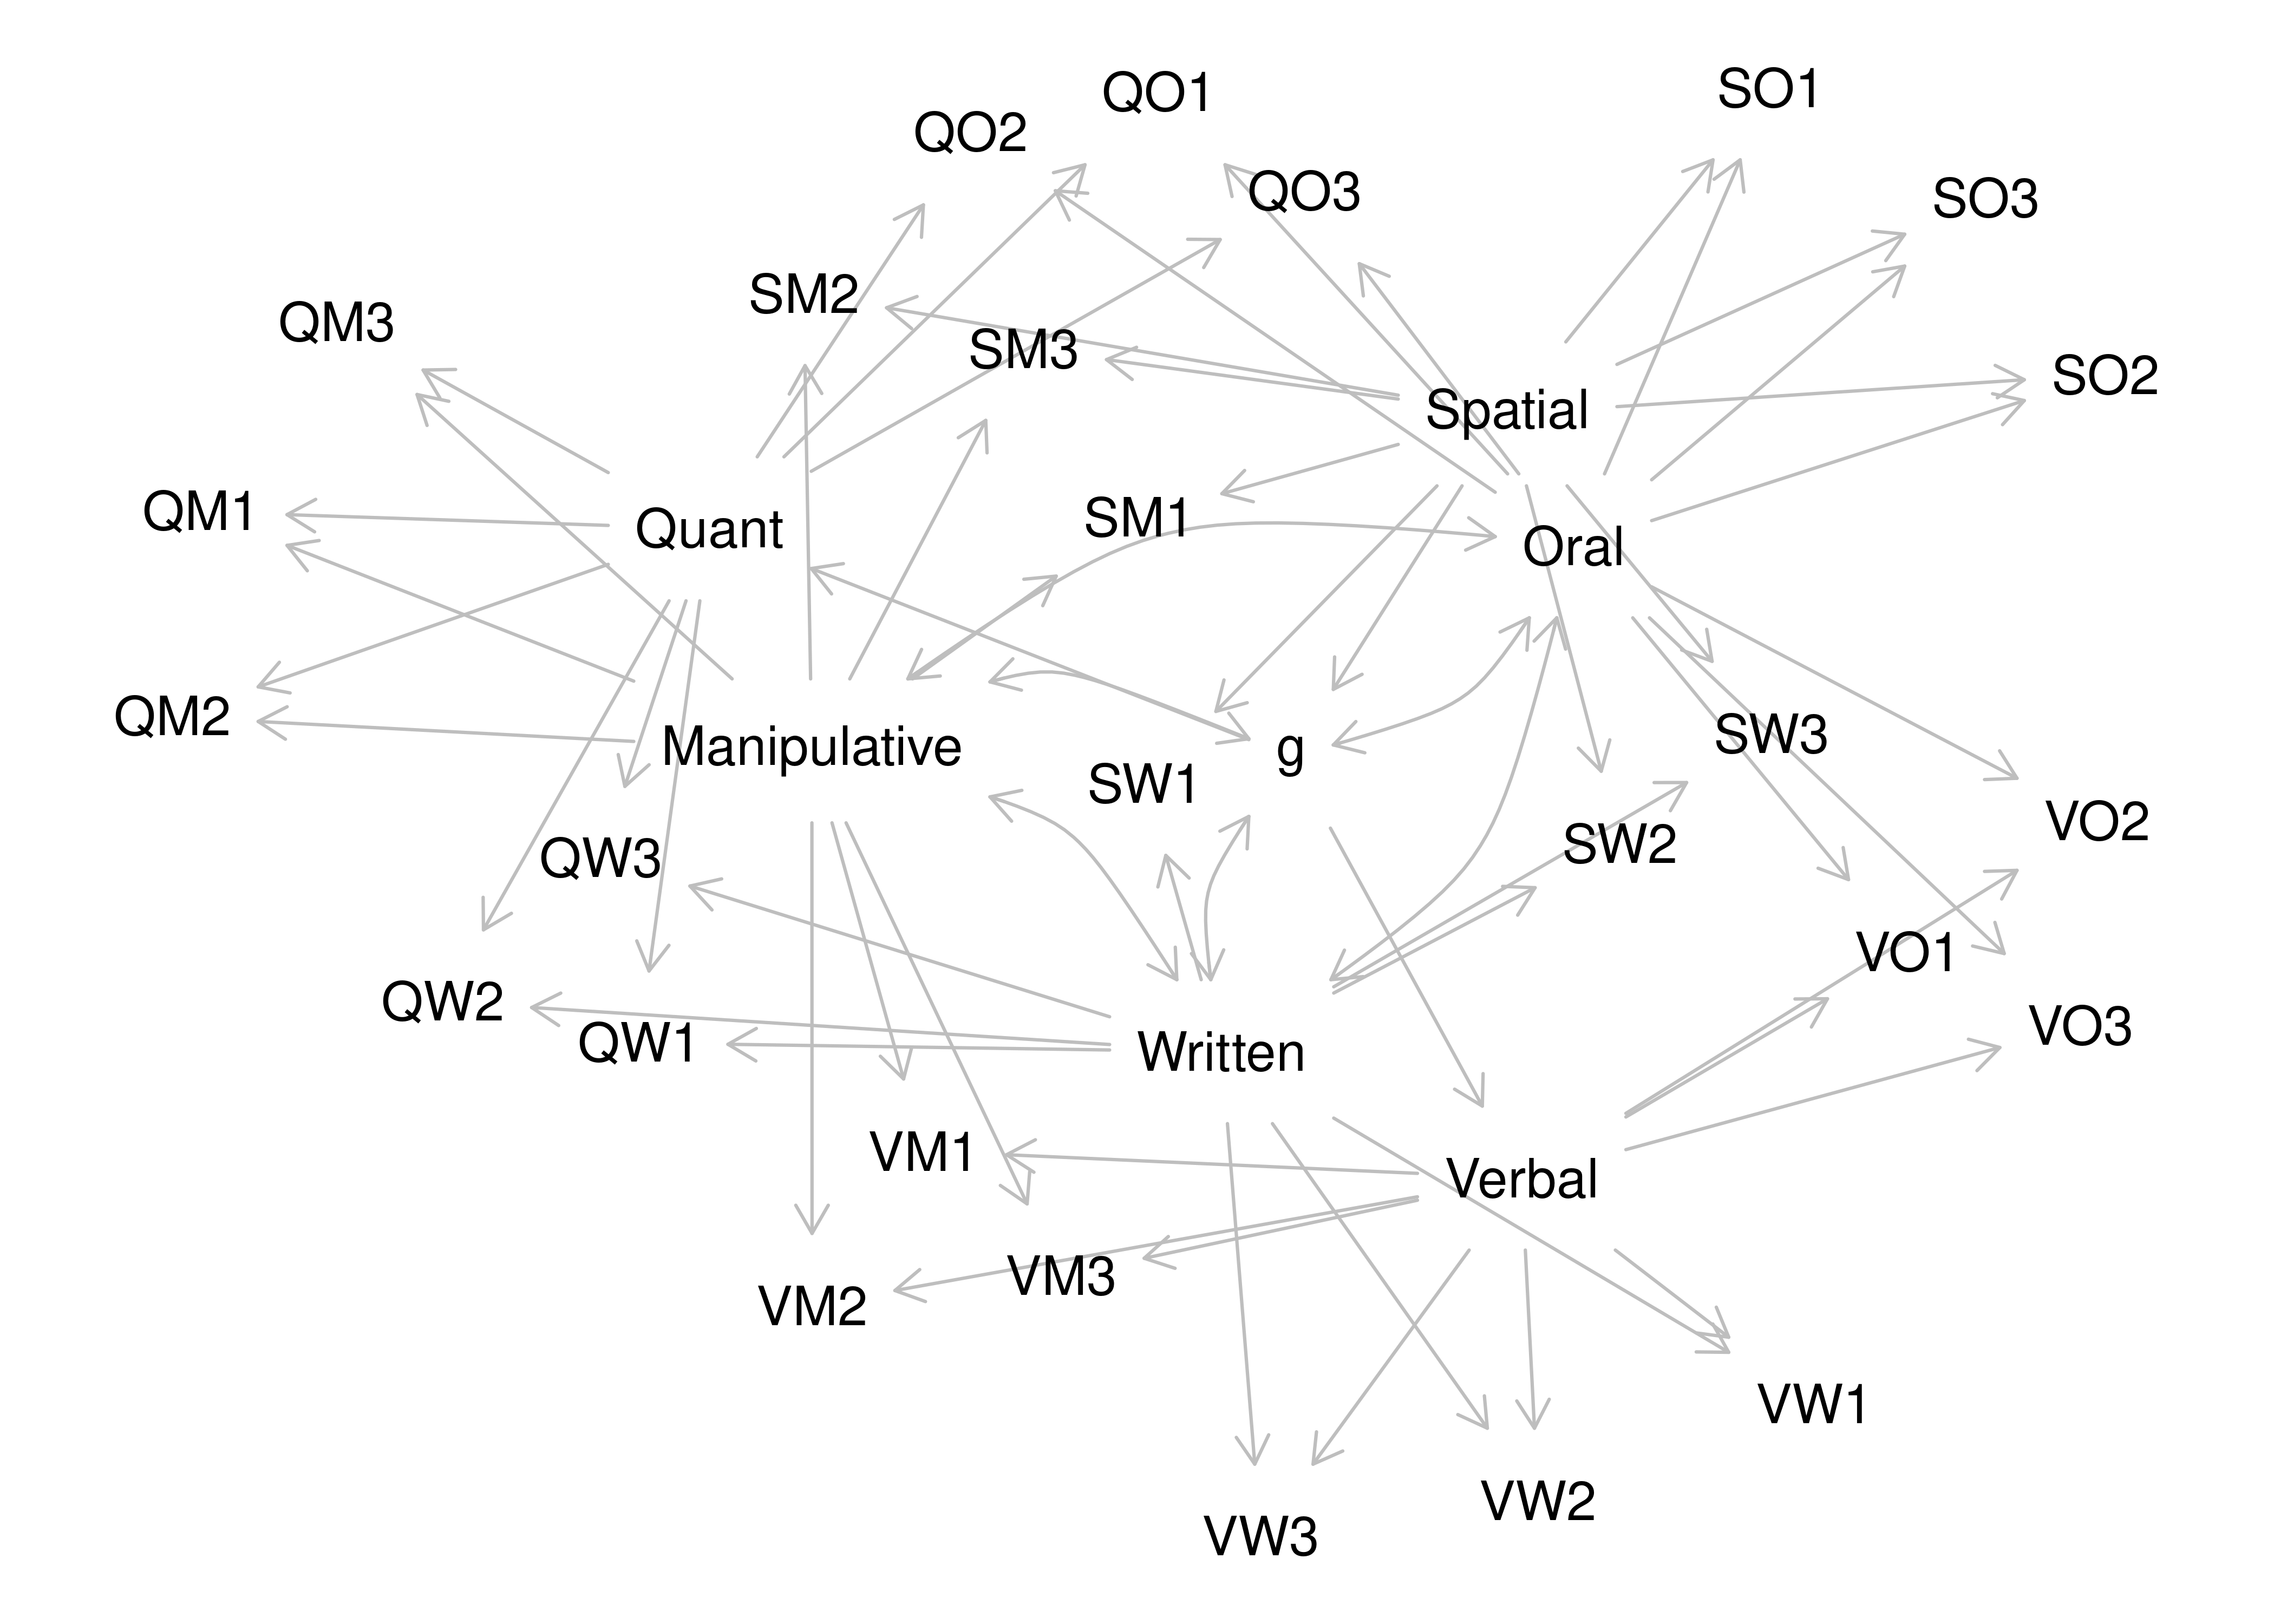 SO1
QO1
QO2
QO3
SO3
SM2
QM3
SM3
SO2
Spatial
QM1
SM1
Quant
Oral
QM2
SW3
Manipulative
g
SW1
VO2
SW2
QW3
VO1
QW2
VO3
QW1
Written
VM1
Verbal
VM3
VM2
VW1
VW2
VW3